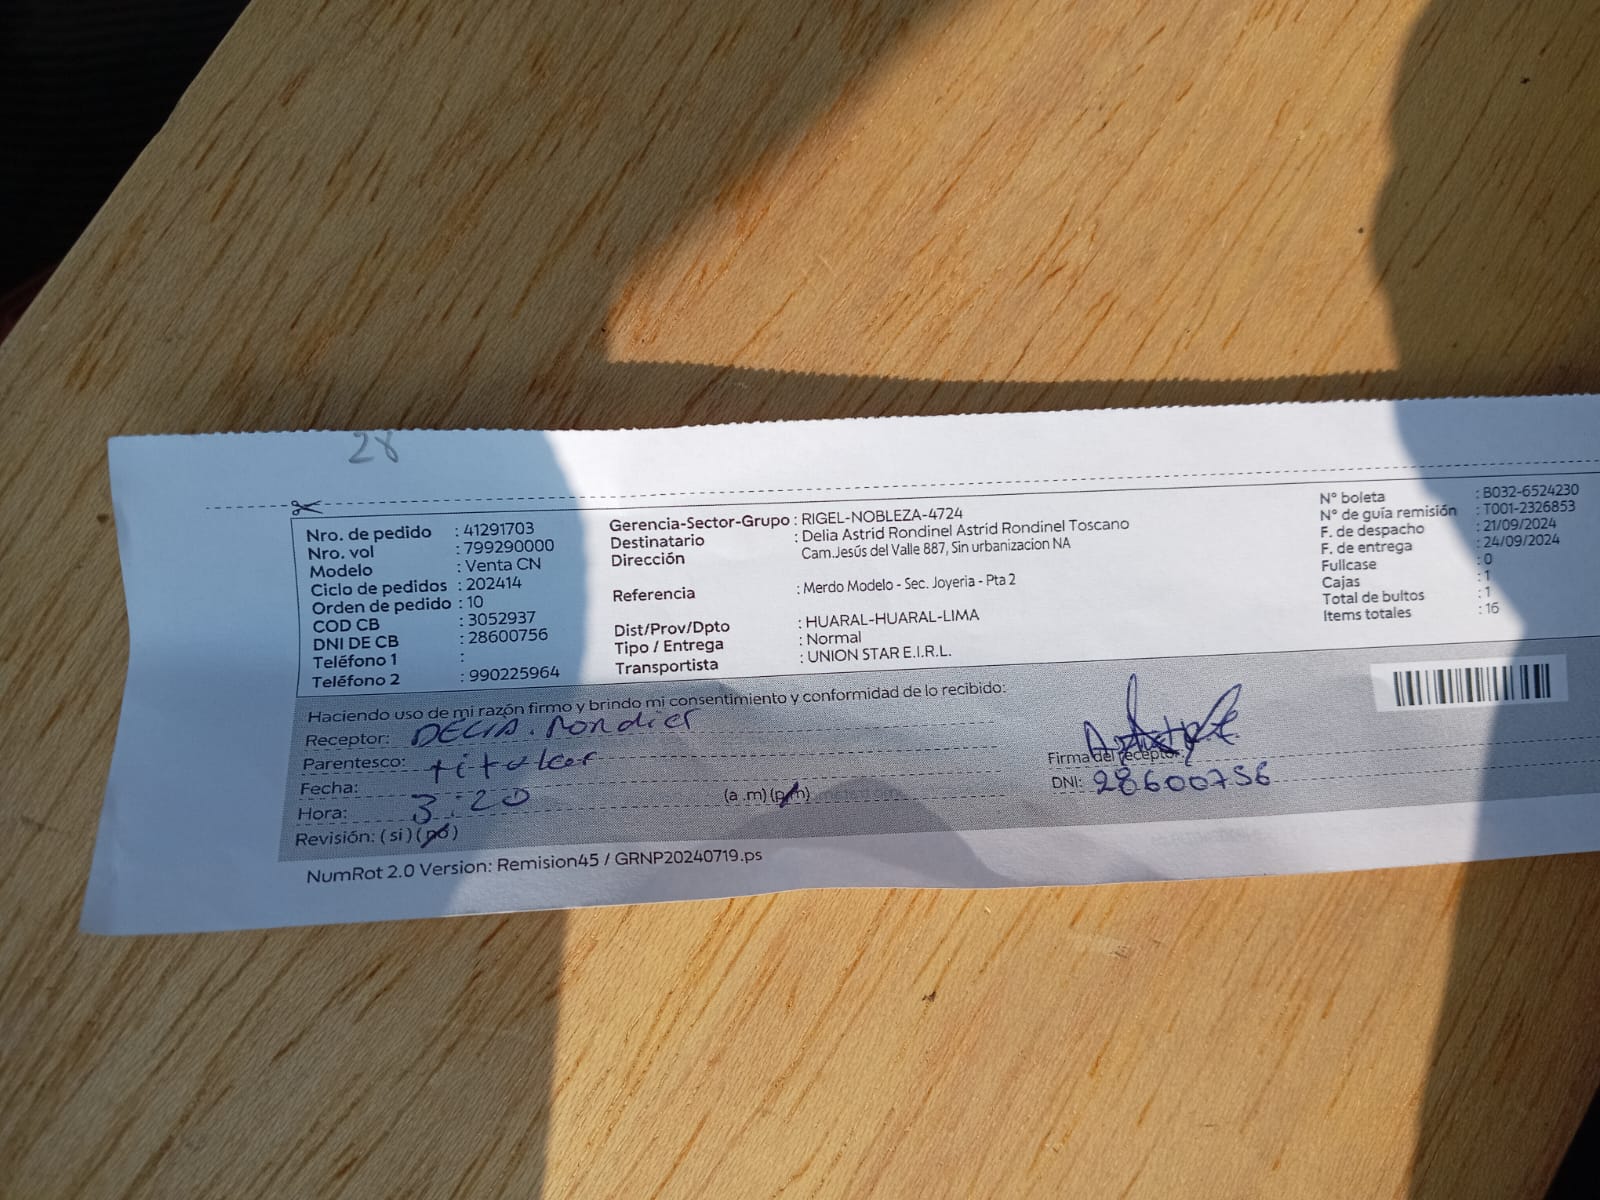 28
Nro. de pedido : 41291703
Nro. vol : 799290000
Modelo : Venta CN
Ciclo de pedidos : 202414
Orden de pedido : 10
COD CB : 3052937
DNI DE CB : 28600756
Teléfono 1 :
Teléfono 2 : 990225964
Gerencia-Sector-Grupo : RIGEL-NOBLEZA-4724
Destinatario : Delia Astrid Rondinel Astrid Rondinel Toscano
Dirección Cam.Jesús del Valle 887, Sin urbanizacion NA
Referencia : Merdo Modelo - Sec. Joyeria - Pta 2
Dist/Prov/Dpto : HUARAL-HUARAL-LIMA
Tipo / Entrega : Normal
Transportista : UNION STAR E.I.R.L.
N° boleta : B032-6524230
N° de guía remisión : T001-2326853
F. de despacho : 21/09/2024
F. de entrega : 24/09/2024
Fullcase : 0
Cajas : 1
Total de bultos : 1
Items totales : 16
Haciendo uso de mi razón firmo y brindo mi consentimiento y conformidad de lo recibido:
Receptor: DELIA.
Parentesco: titular
Fecha:
Hora: 3:20 (a .m) (p/m)
Revisión: ( si ) ( no )
Firma del receptor:
DNI: 28600756
NumRot 2.0 Version: Remision45 / GRNP20240719.ps